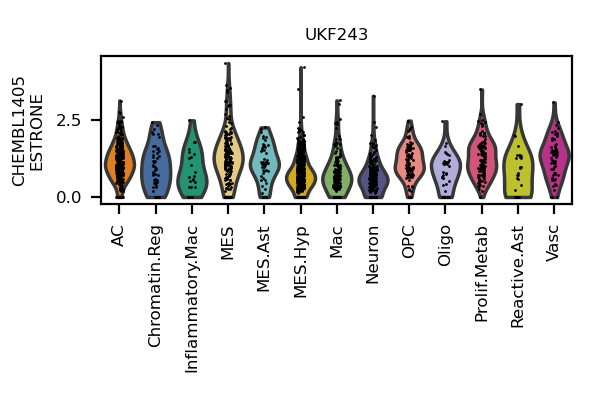 UKF243
CHEMBL1405
ESTRONE
2.5
0.0
AC
Chromatin.Reg
Inflammatory.Mac
MES
MES.Ast
MES.Hyp
Mac
Neuron
OPC
Oligo
Prolif.Metab
Reactive.Ast
Vasc